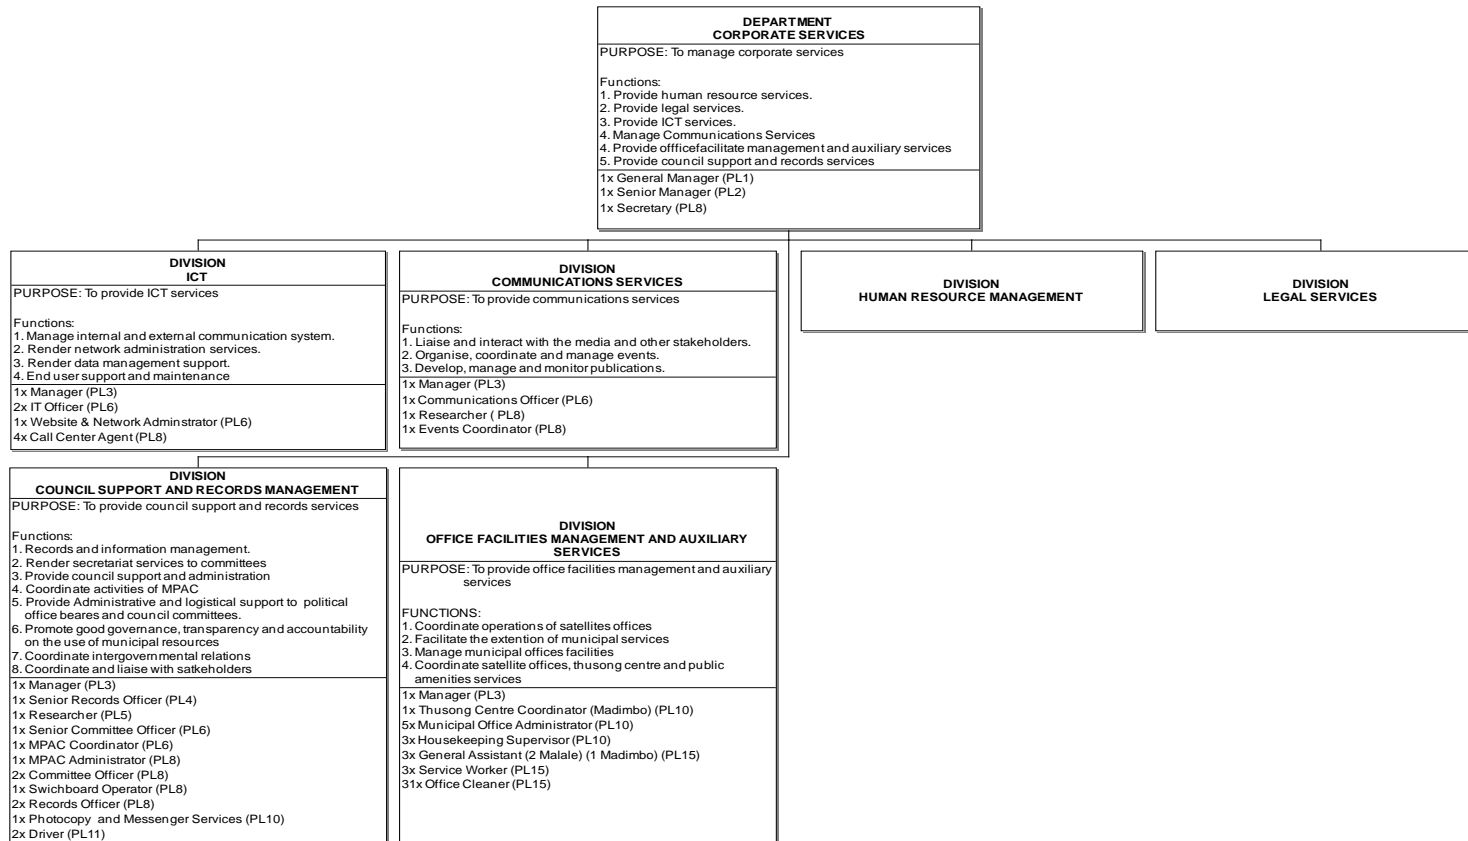 DEPARTMENT
CORPORATE SERVICES
PURPOSE: To manage corporate services
Functions:
1. Provide human resource services.
2. Provide legal services.
3. Provide ICT services.
4. Manage Communications Services
4. Provide offficefacilitate management and auxiliary services
5. Provide council support and records services
1x General Manager (PL1)
1x Senior Manager (PL2)
1x Secretary (PL8)
DIVISION
ICT
PURPOSE: To provide ICT services
Functions:
1. Manage internal and external communication system.
2. Render network administration services.
3. Render data management support.
4. End user support and maintenance
1x Manager (PL3)
2x IT Officer (PL6)
1x Website & Network Adminstrator (PL6)
4x Call Center Agent (PL8)
DIVISION
COMMUNICATIONS SERVICES
PURPOSE: To provide communications services
Functions:
1. Liaise and interact with the media and other stakeholders.
2. Organise, coordinate and manage events.
3. Develop, manage and monitor publications.
1x Manager (PL3)
1x Communications Officer (PL6)
1x Researcher ( PL8)
1x Events Coordinator (PL8)
DIVISION
HUMAN RESOURCE MANAGEMENT
DIVISION
LEGAL SERVICES
DIVISION
COUNCIL SUPPORT AND RECORDS MANAGEMENT
PURPOSE: To provide council support and records services
Functions:
1. Records and information management.
2. Render secretariat services to committees
3. Provide council support and administration
4. Coordinate activities of MPAC
5. Provide Administrative and logistical support to political
office beares and council committees.
6. Promote good governance, transparency and accountability
on the use of municipal resources
7. Coordinate intergovernmental relations
8. Coordinate and liaise with satkeholders
1x Manager (PL3)
1x Senior Records Officer (PL4)
1x Researcher (PL5)
1x Senior Committee Officer (PL6)
1x MPAC Coordinator (PL6)
1x MPAC Administrator (PL8)
2x Committee Officer (PL8)
1x Swichboard Operator (PL8)
2x Records Officer (PL8)
1x Photocopy and Messenger Services (PL10)
2x Driver (PL11)
DIVISION
OFFICE FACILITIES MANAGEMENT AND AUXILIARY
SERVICES
PURPOSE: To provide office facilities management and auxiliary
services
FUNCTIONS:
1. Coordinate operations of satellites offices
2. Facilitate the extention of municipal services
3. Manage municipal offices facilities
4. Coordinate satellite offices, thusong centre and public
amenities services
1x Manager (PL3)
1x Thusong Centre Coordinator (Madimbo) (PL10)
5x Municipal Office Administrator (PL10)
3x Housekeeping Supervisor (PL10)
3x General Assistant (2 Malale) (1 Madimbo) (PL15)
3x Service Worker (PL15)
31x Office Cleaner (PL15)